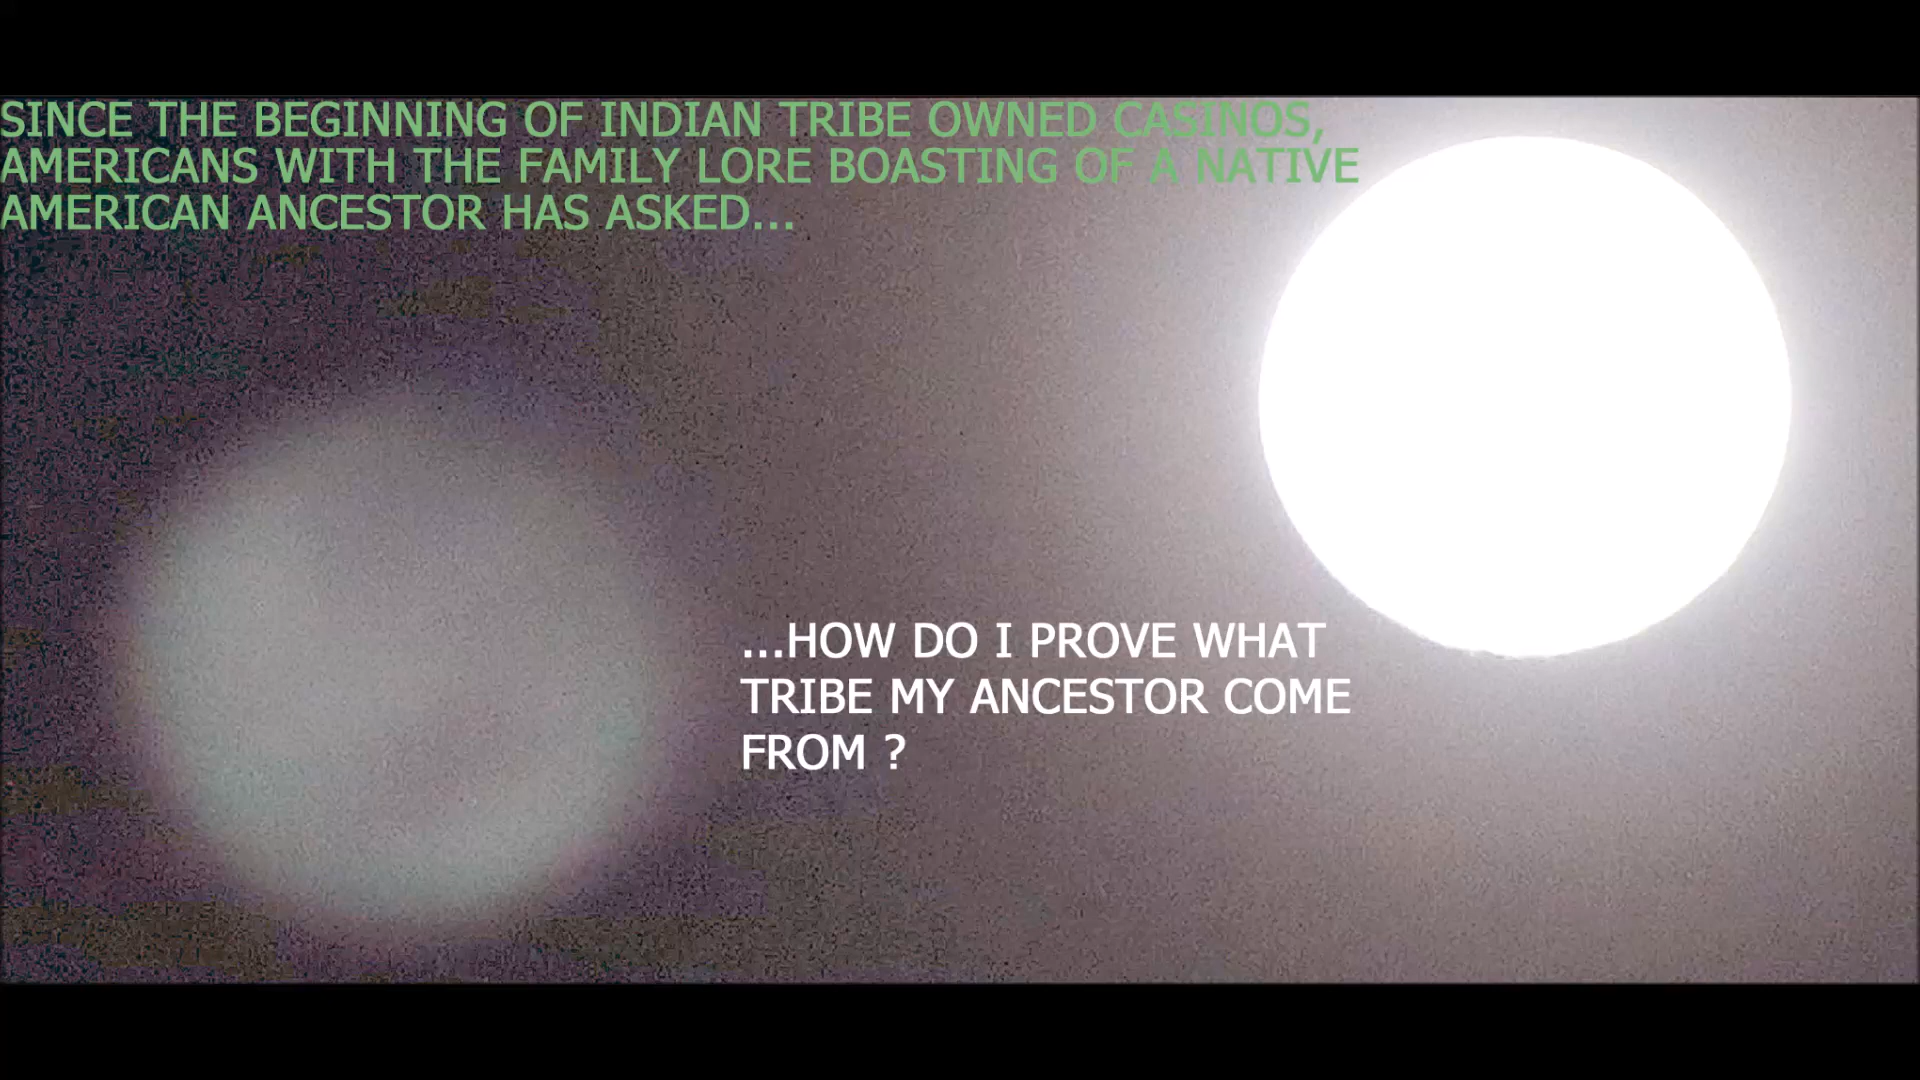 SINCE THE BEGINNING OF INDIAN TRIBE OWNED CASINOS,
AMERICANS WITH THE FAMILY LORE BOASTING OF A NATIVE
AMERICAN ANCESTOR HAS ASKED...
...HOW DO I PROVE WHAT
TRIBE MY ANCESTOR COME
FROM ?